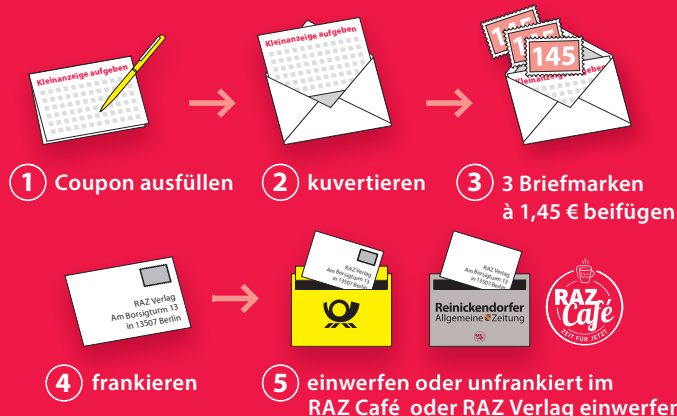 Kleinanzeige aufgeben
Kleinanzeige aufgeben
145
145
145
Kleinanzeige aufgeben
1 Coupon ausfüllen
2 kuvertieren
3 3 Briefmarken
à 1,45 € beifügen
RAZ Verlag
Am Borsigturm 13
in 13507 Berlin
RAZ Verlag
Am Borsigturm 13
in 13507 Berlin
RAZ Verlag
Am Borsigturm 13
in 13507 Berlin
Reinickendorfer
Allgemeine Zeitung
RAZ
Café
ZEIT FÜR JETZT
4 frankieren
5 einwerfen oder unfrankiert im
RAZ Café oder RAZ Verlag einwerfen